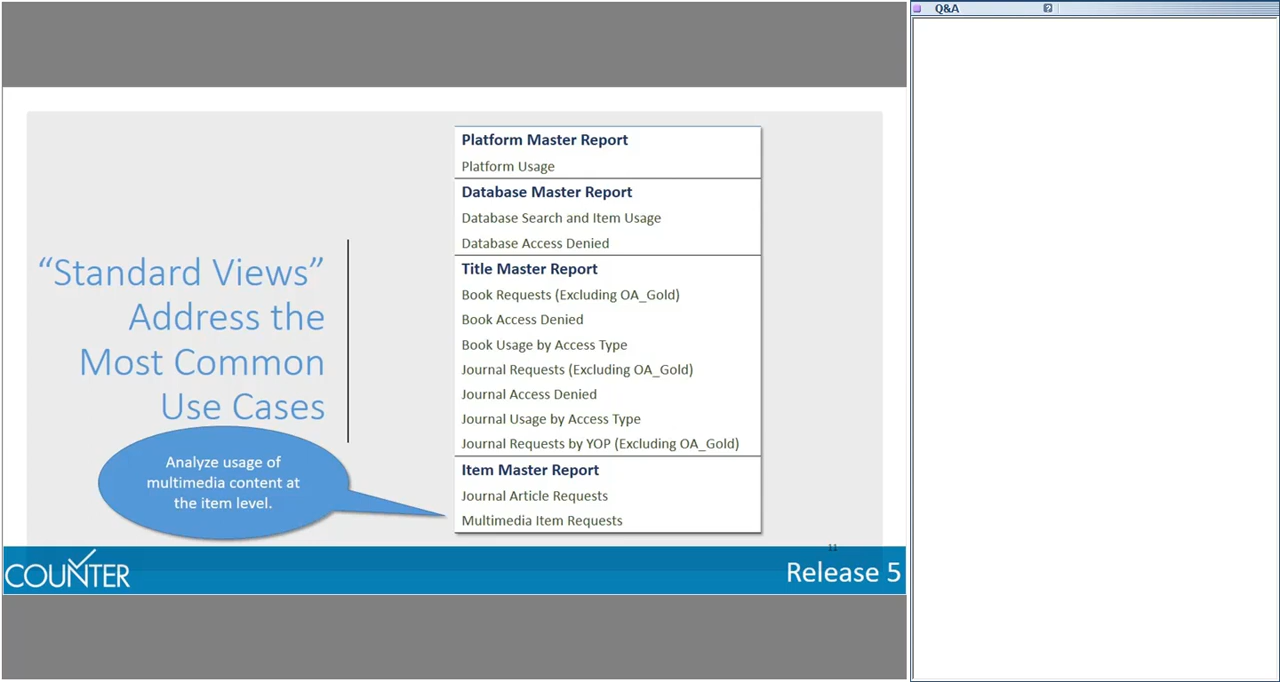 Q&A
?
"Standard Views"
Address the
Most Common
Use Cases
Analyze usage of
multimedia content at
the item level.
Platform Master Report
Platform Usage
Database Master Report
Database Search and Item Usage
Database Access Denied
Title Master Report
Book Requests (Excluding OA_Gold)
Book Access Denied
Book Usage by Access Type
Journal Requests (Excluding OA_Gold)
Journal Access Denied
Journal Usage by Access Type
Journal Requests by YOP (Excluding OA_Gold)
Item Master Report
Journal Article Requests
Multimedia Item Requests
11
COUNTER
Release 5